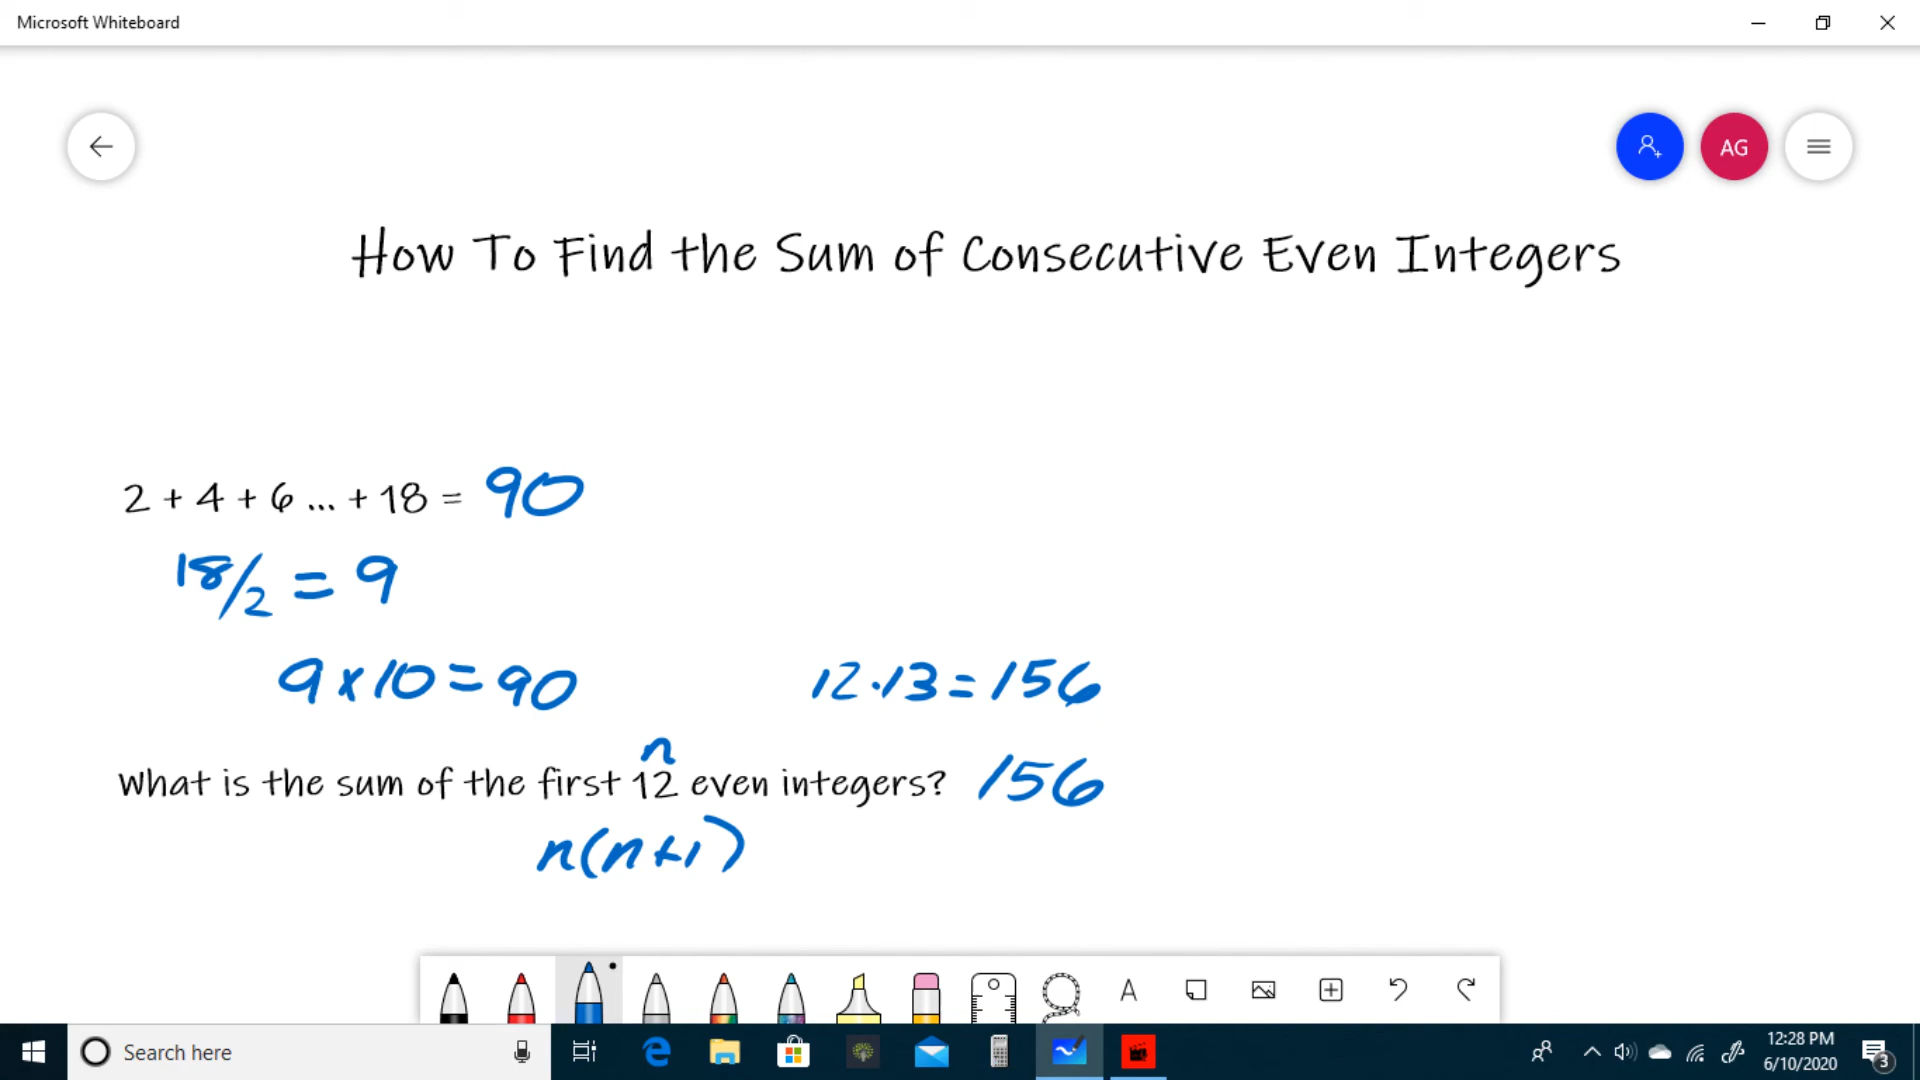 Microsoft Whiteboard
AG
How To Find the Sum of Consecutive Even Integers
2 + 4 + 6 ... + 18 = 90
18/2 = 9
9 x 10 = 90
12 · 13 = 156
n
What is the sum of the first 12 even integers? 156
n(n+1)
A
Search here
12:28 PM
6/10/2020
3